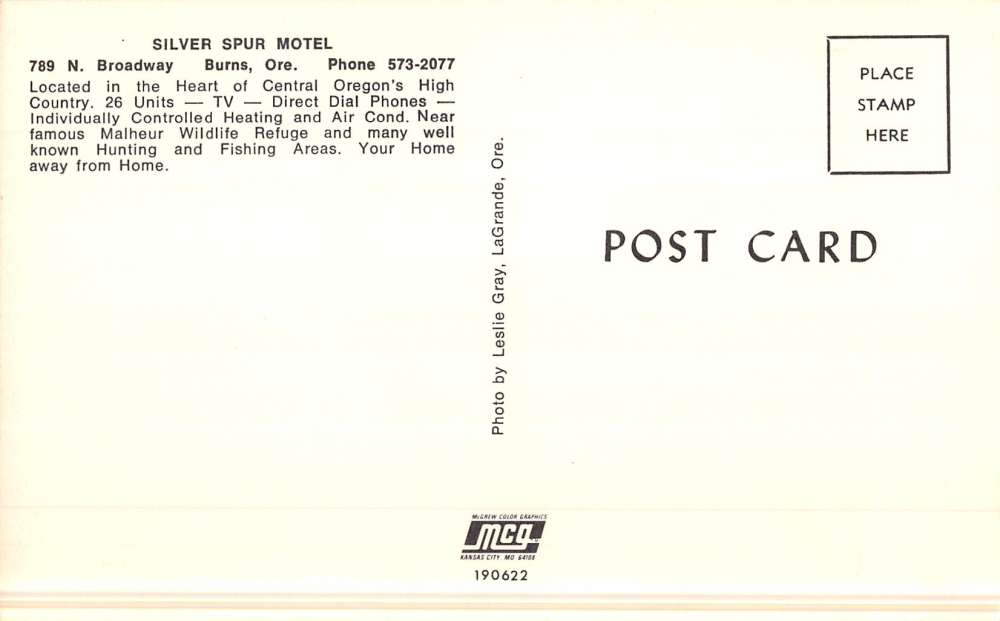 SILVER SPUR MOTEL
789 N. Broadway Burns, Ore. Phone 573-2077
Located in the Heart of Central Oregon's High
Country. 26 Units — TV — Direct Dial Phones —
Individually Controlled Heating and Air Cond. Near
famous Malheur Wildlife Refuge and many well
known Hunting and Fishing Areas. Your Home
away from Home.
Photo by Leslie Gray, LaGrande, Ore.
PLACE
STAMP
HERE
POST CARD
McGREW COLOR GRAPHICS
mcg
KANSAS CITY, MO 64108
190622